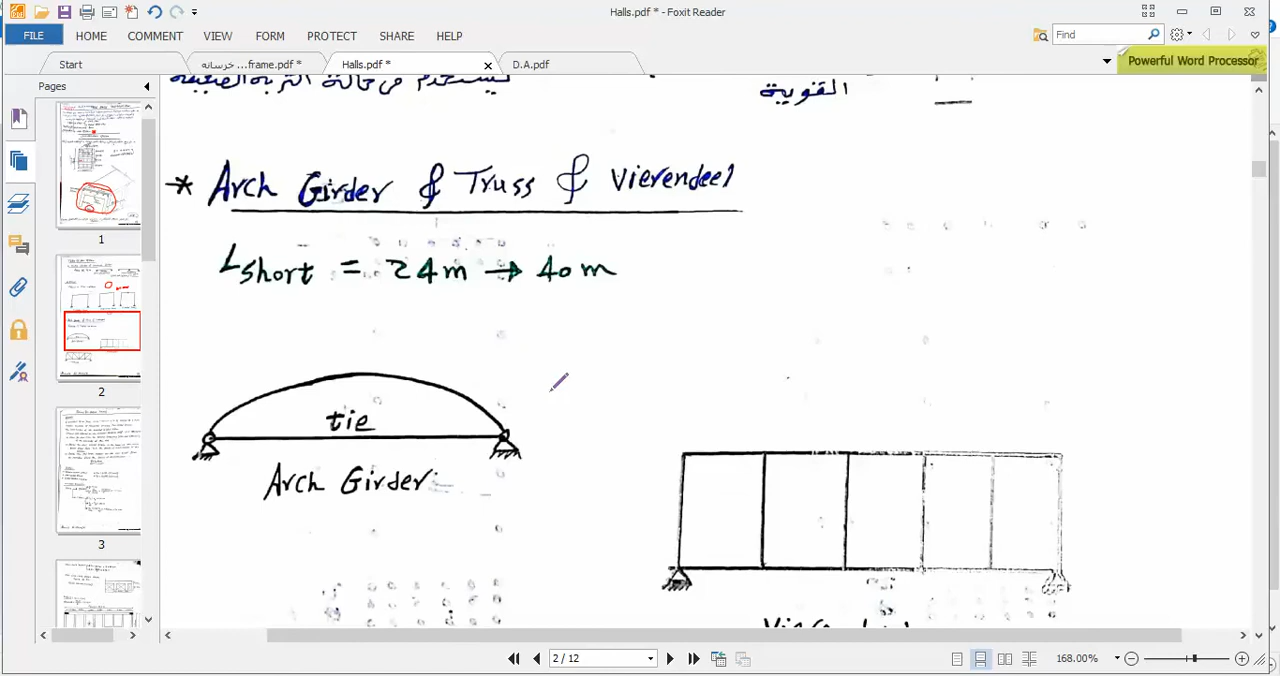 Halls.pdf * - Foxit Reader
FILE HOME COMMENT VIEW FORM PROTECT SHARE HELP
Find
Start
خرسانه ...frame.pdf *
Halls.pdf *
D.A.pdf
Powerful Word Processor
Pages
1
2
3
القوية
* Arch Girder & Truss & Vierendeel
Lshort = 24m → 40m
tie
Arch Girder
2 / 12
168.00%